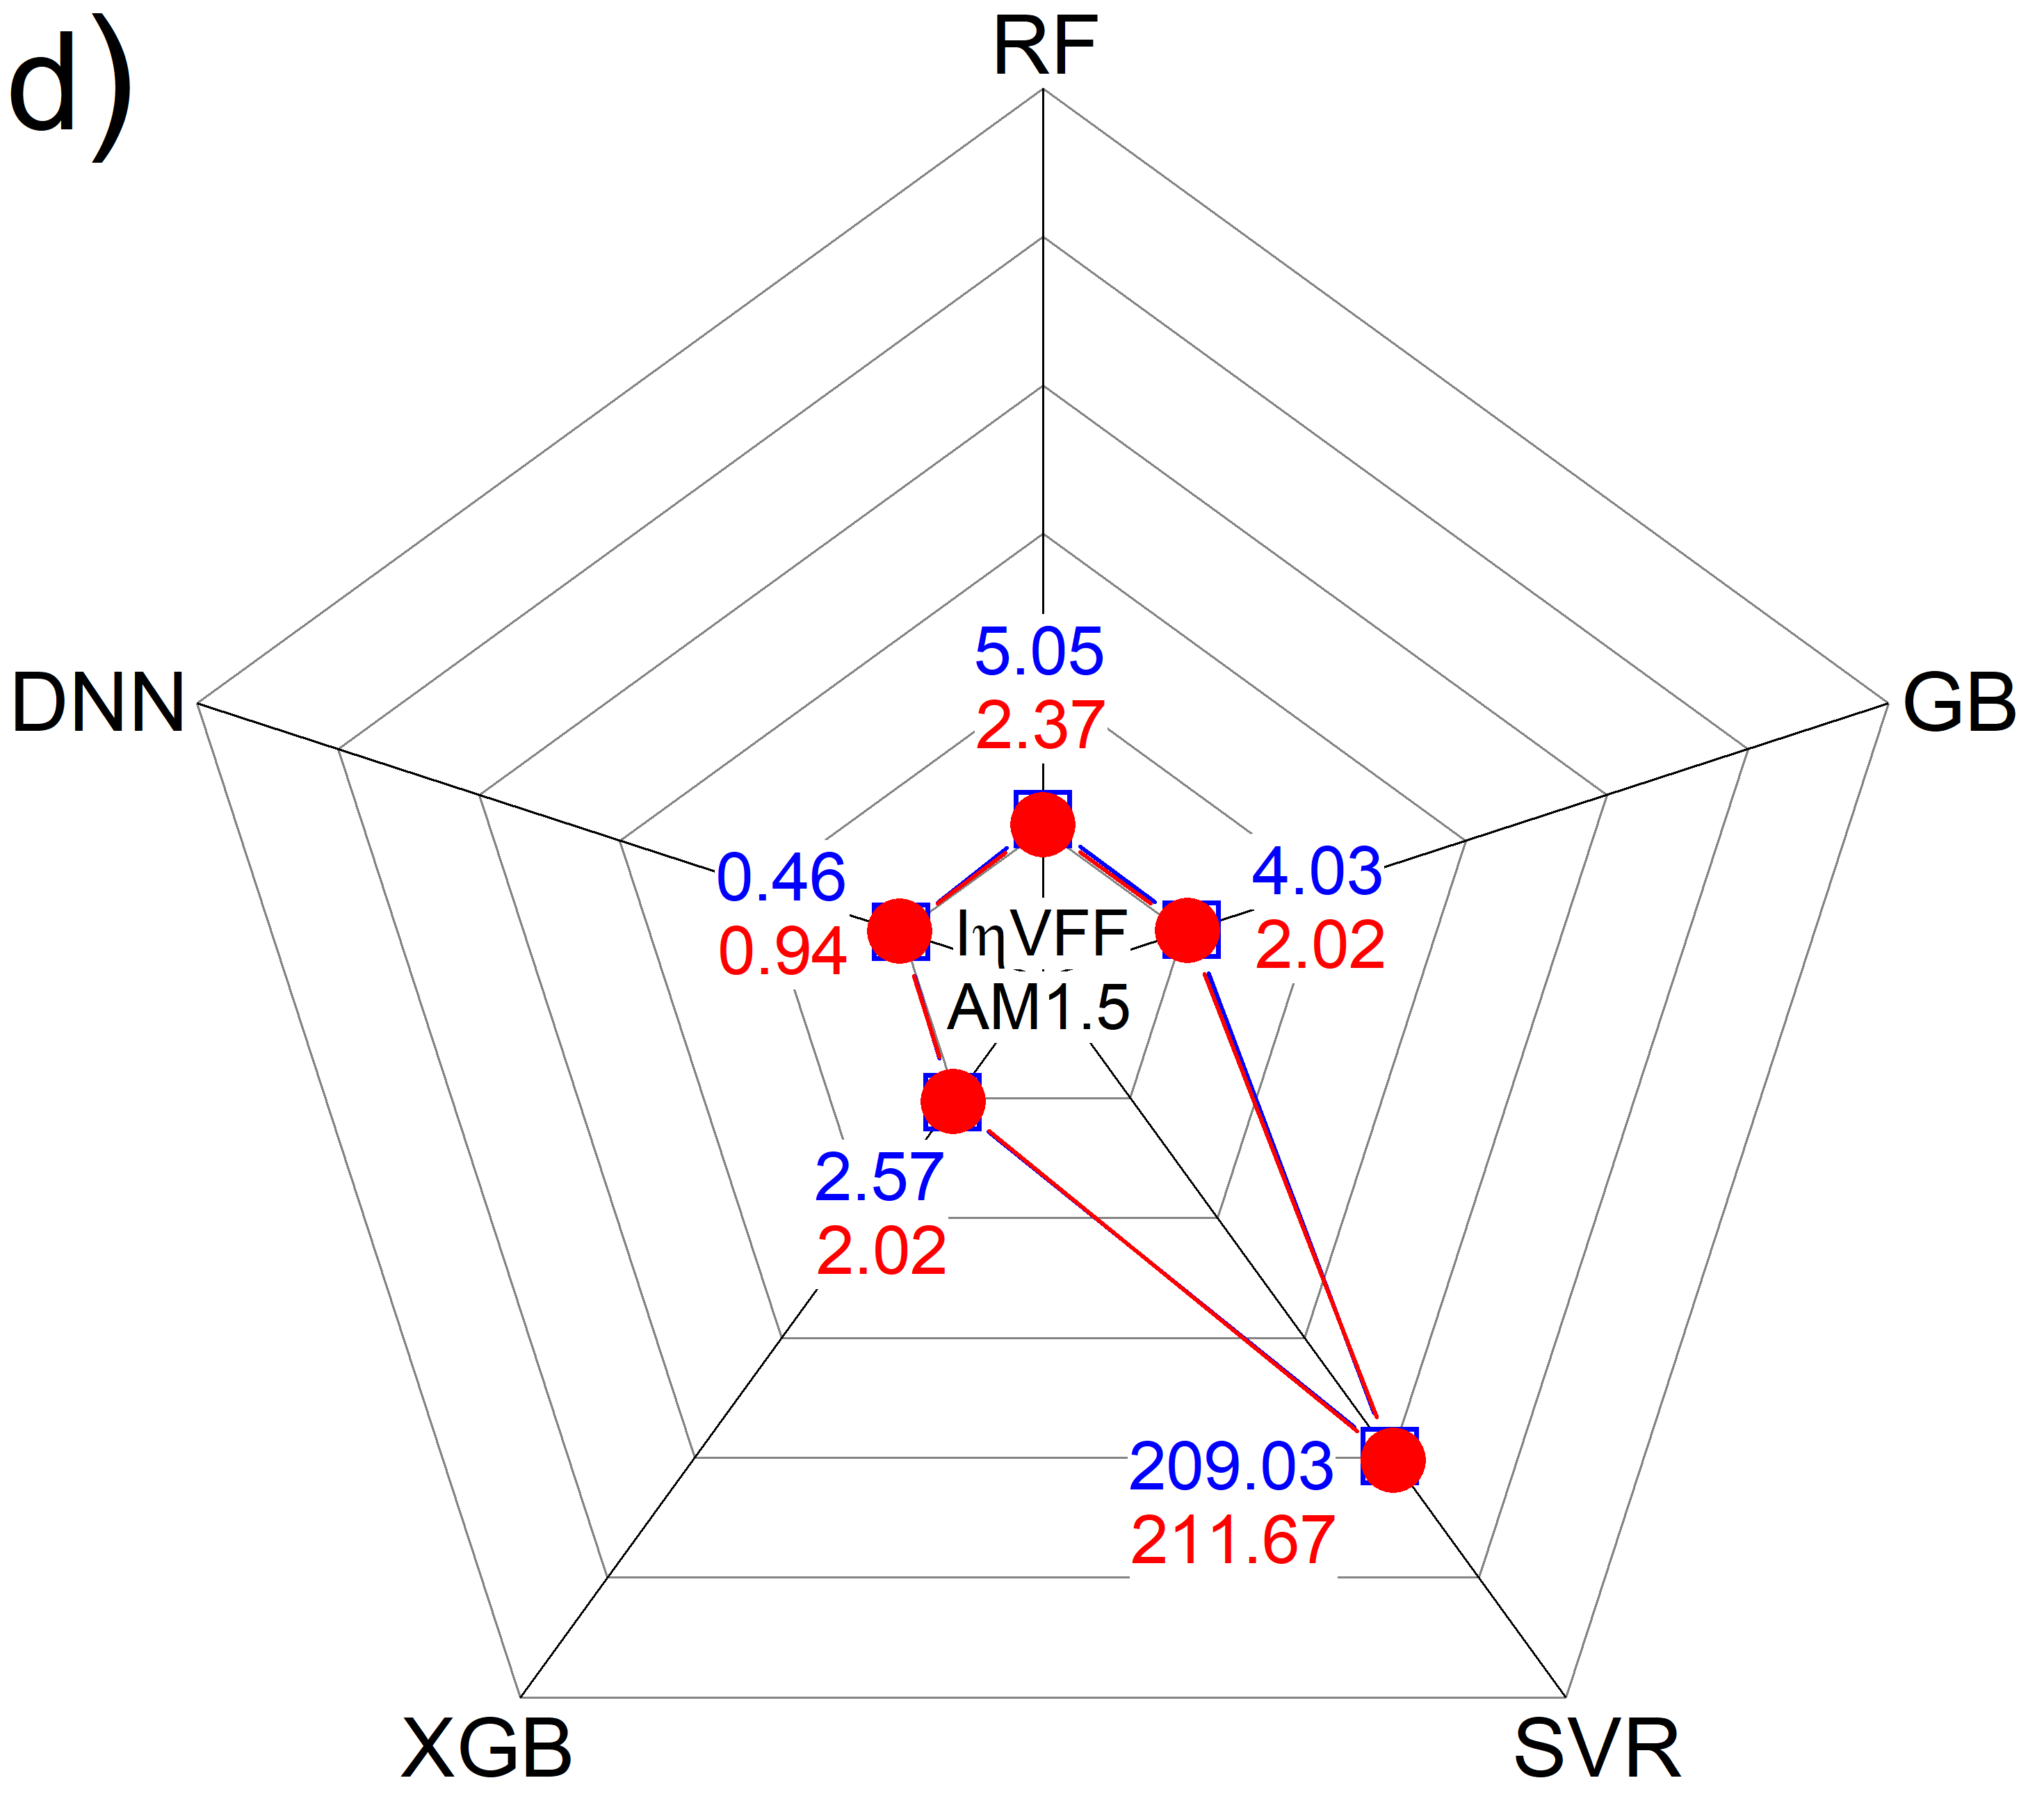 d)
RF
DNN
GB
5.05
2.37
0.46
0.94
4.03
2.02
IηVFF
AM1.5
2.57
2.02
209.03
211.67
XGB
SVR